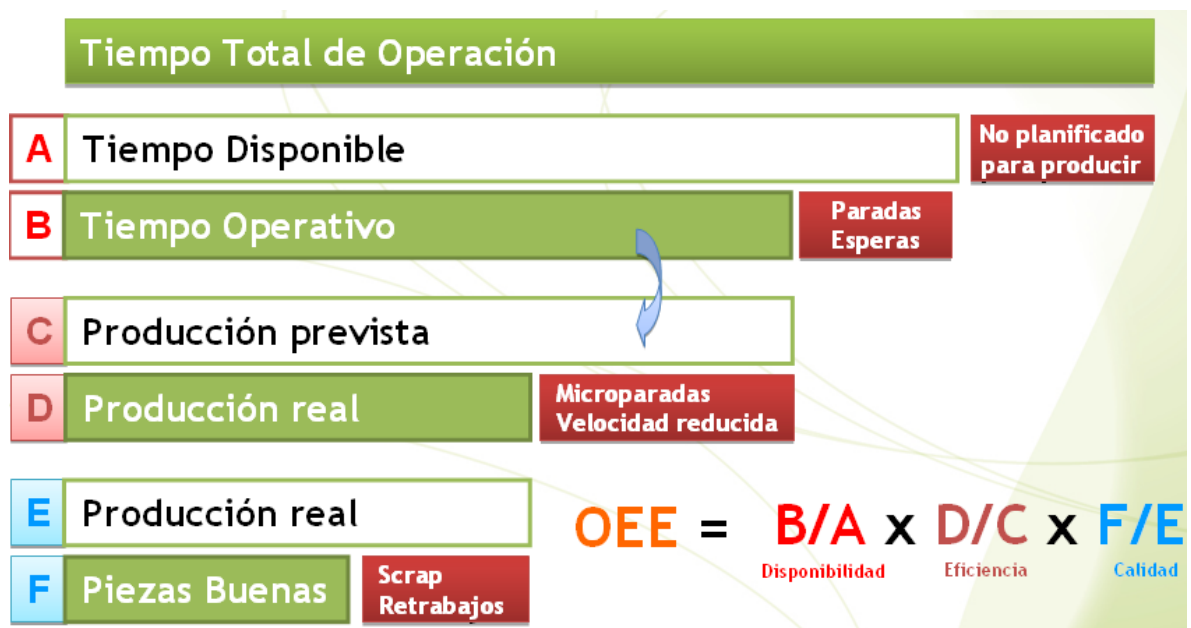 Tiempo Total de Operación
A Tiempo Disponible
No planificado
para producir
B Tiempo Operativo
Paradas
Esperas
C Producción prevista
D Producción real
Microparadas
Velocidad reducida
E Producción real
F Piezas Buenas
Scrap
Retrabajos
OEE = B/A x D/C x F/E
Disponibilidad Eficiencia Calidad